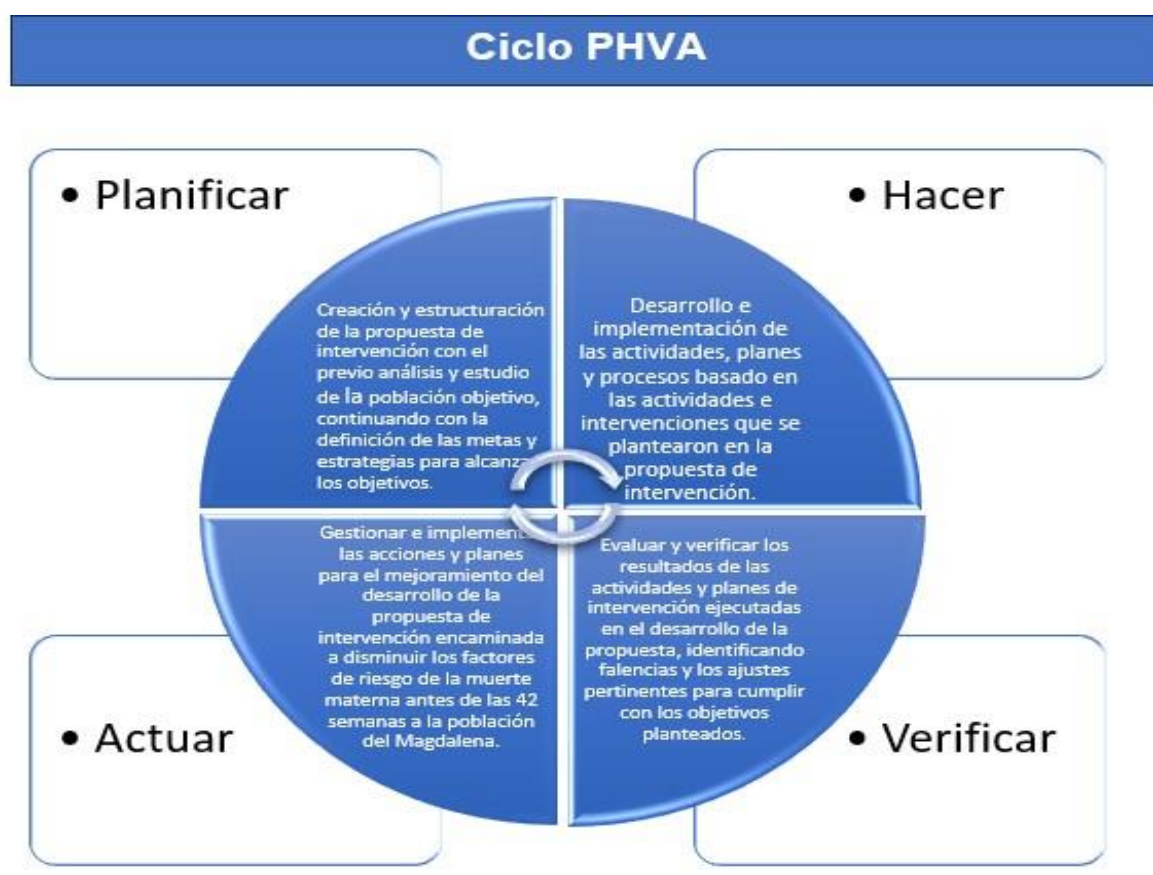 Ciclo PHVA
• Planificar
Creación y estructuración
de la propuesta de
intervención con el
previo análisis y estudio
de la población objetivo,
continuando con la
definición de las metas y
estrategias para alcanza
los objetivos.
• Hacer
Desarrollo e
implementación de
las actividades, planes
y procesos basado en
las actividades e
intervenciones que se
plantearon en la
propuesta de
intervención.
Gestionar e implement
las acciones y planes
para el mejoramiento del
desarrollo de la
propuesta de
intervención encaminada
a disminuir los factores
de riesgo de la muerte
materna antes de las 42
semanas a la población
del Magdalena.
• Actuar
Evaluar y verificar los
resultados de las
actividades y planes de
intervención ejecutadas
en el desarrollo de la
propuesta, identificando
falencias y los ajustes
pertinentes para cumplir
con los objetivos
planteados.
• Verificar